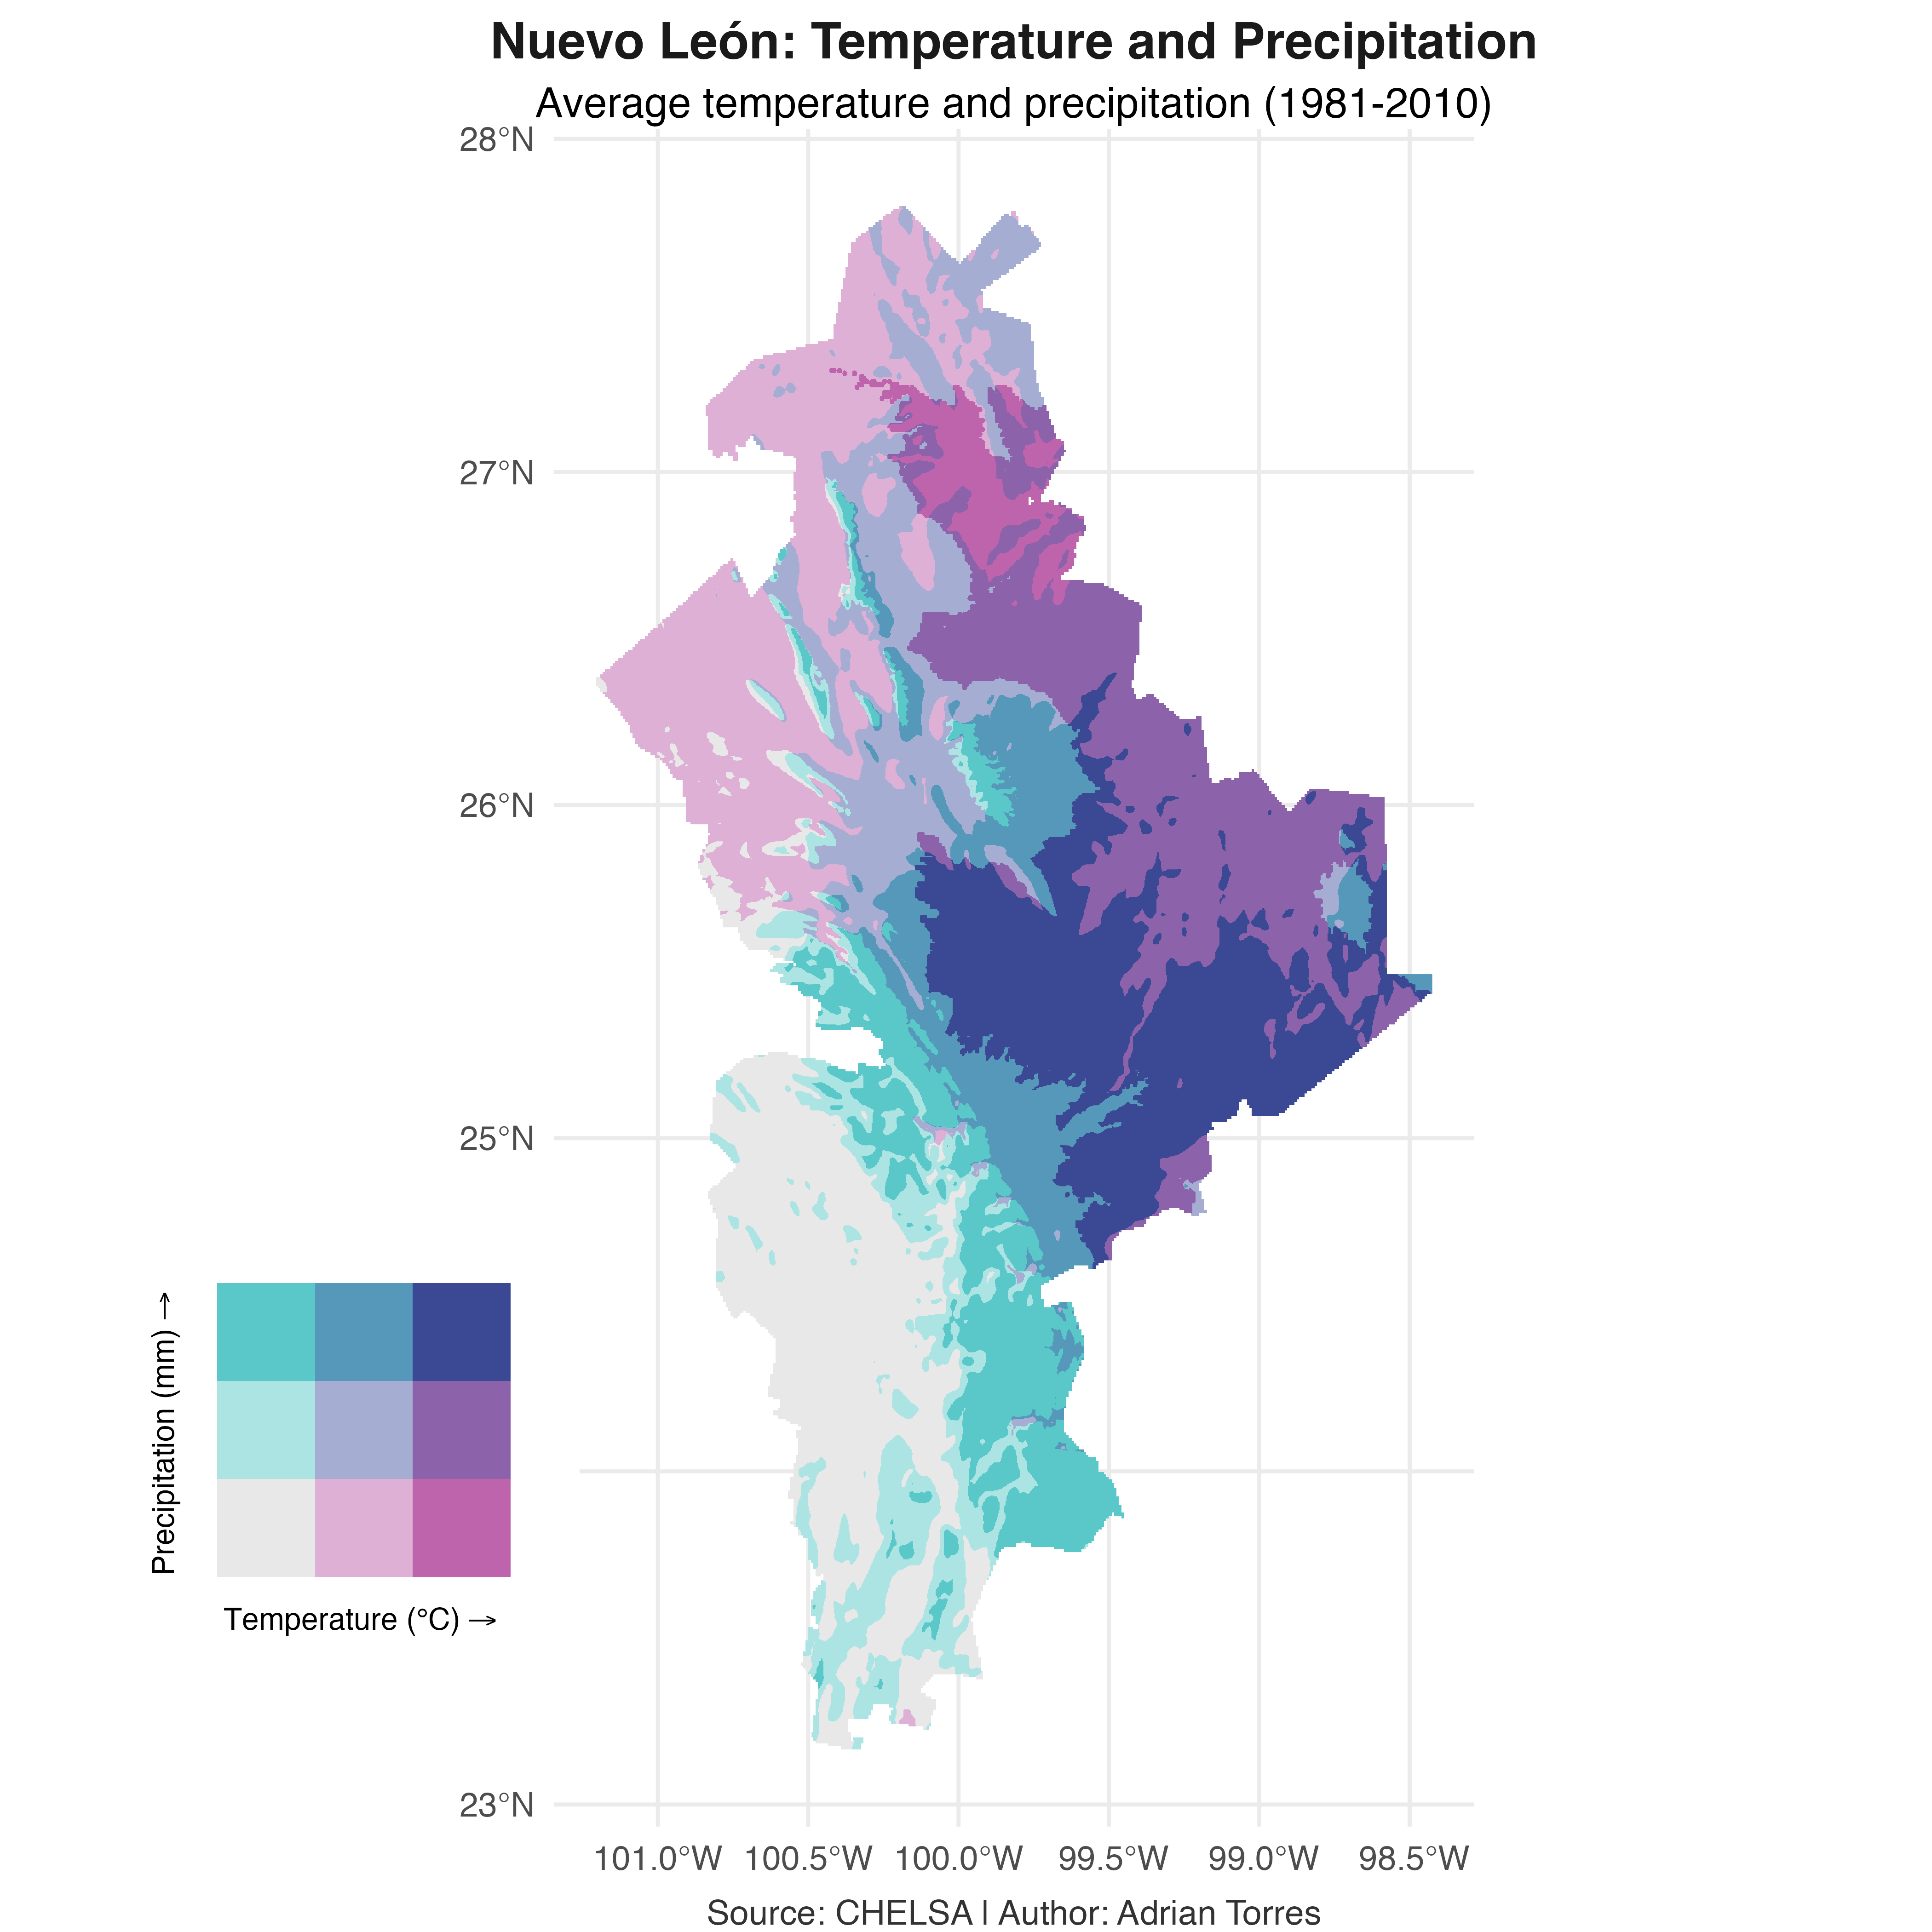 Nuevo León: Temperature and Precipitation
Average temperature and precipitation (1981-2010)
28°N
27°N
26°N
25°N
23°N
Precipitation (mm) →
Temperature (°C) →
101.0°W 100.5°W 100.0°W 99.5°W 99.0°W 98.5°W
Source: CHELSA | Author: Adrian Torres